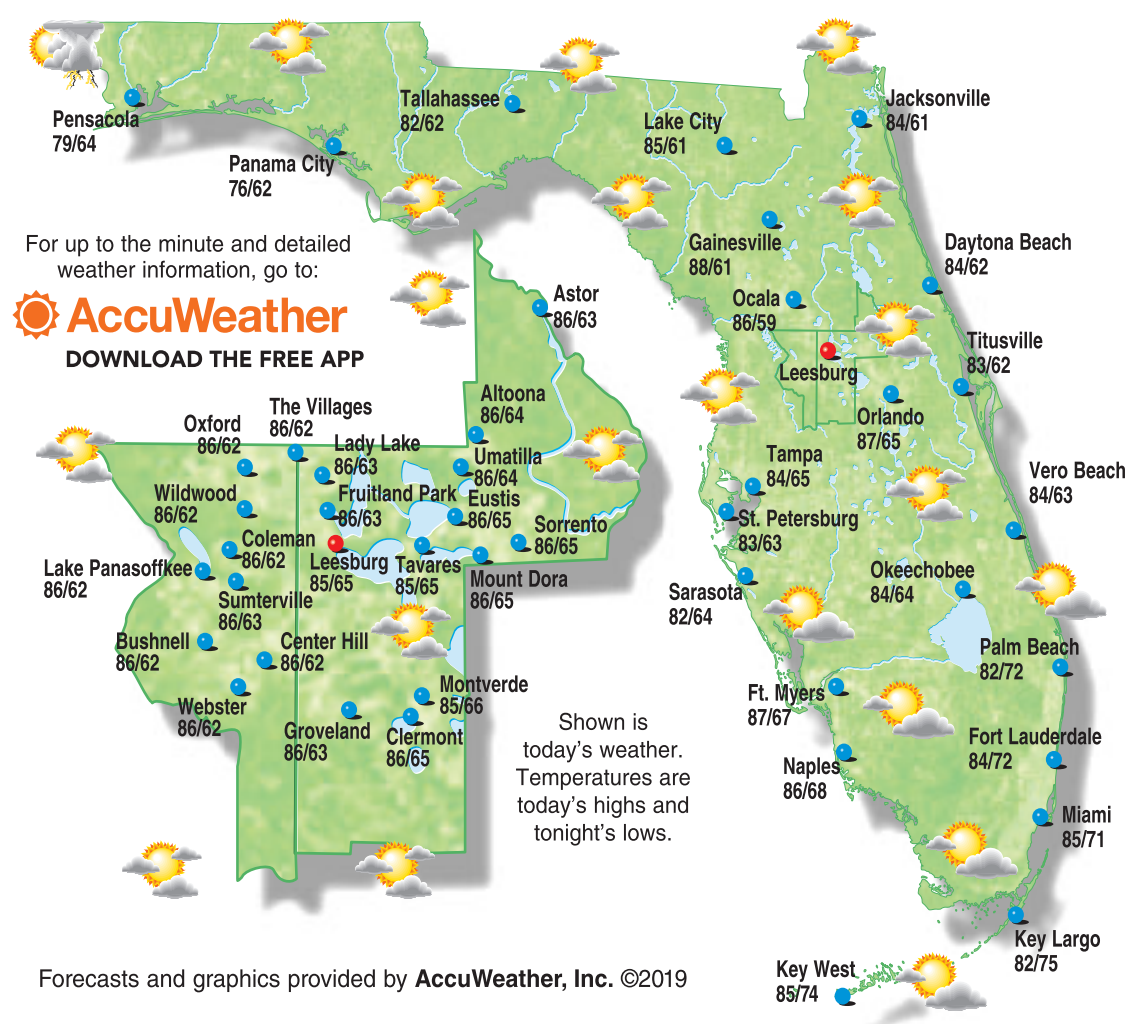 Pensacola
79/64
Panama City
76/62
Tallahassee
82/62
Lake City
85/61
Jacksonville
84/61
Gainesville
88/61
Daytona Beach
84/62
Ocala
86/59
Titusville
83/62
Leesburg
Orlando
87/65
Tampa
84/65
St. Petersburg
83/63
Vero Beach
84/63
Sarasota
82/64
Okeechobee
84/64
Palm Beach
82/72
Ft. Myers
87/67
Fort Lauderdale
84/72
Naples
86/68
Miami
85/71
Key Largo
82/75
Key West
85/74
For up to the minute and detailed
weather information, go to:
AccuWeather
DOWNLOAD THE FREE APP
Astor
86/63
Altoona
86/64
The Villages
86/62
Oxford
86/62
Lady Lake
86/63
Umatilla
86/64
Wildwood
86/62
Fruitland Park
86/63
Eustis
86/65
Sorrento
86/65
Coleman
86/62
Leesburg
85/65
Tavares
85/65
Mount Dora
86/65
Lake Panasoffkee
86/62
Sumterville
86/63
Bushnell
86/62
Center Hill
86/62
Webster
86/62
Montverde
85/66
Groveland
86/63
Clermont
86/65
Shown is
today’s weather.
Temperatures are
today’s highs and
tonight’s lows.
Forecasts and graphics provided by AccuWeather, Inc. ©2019